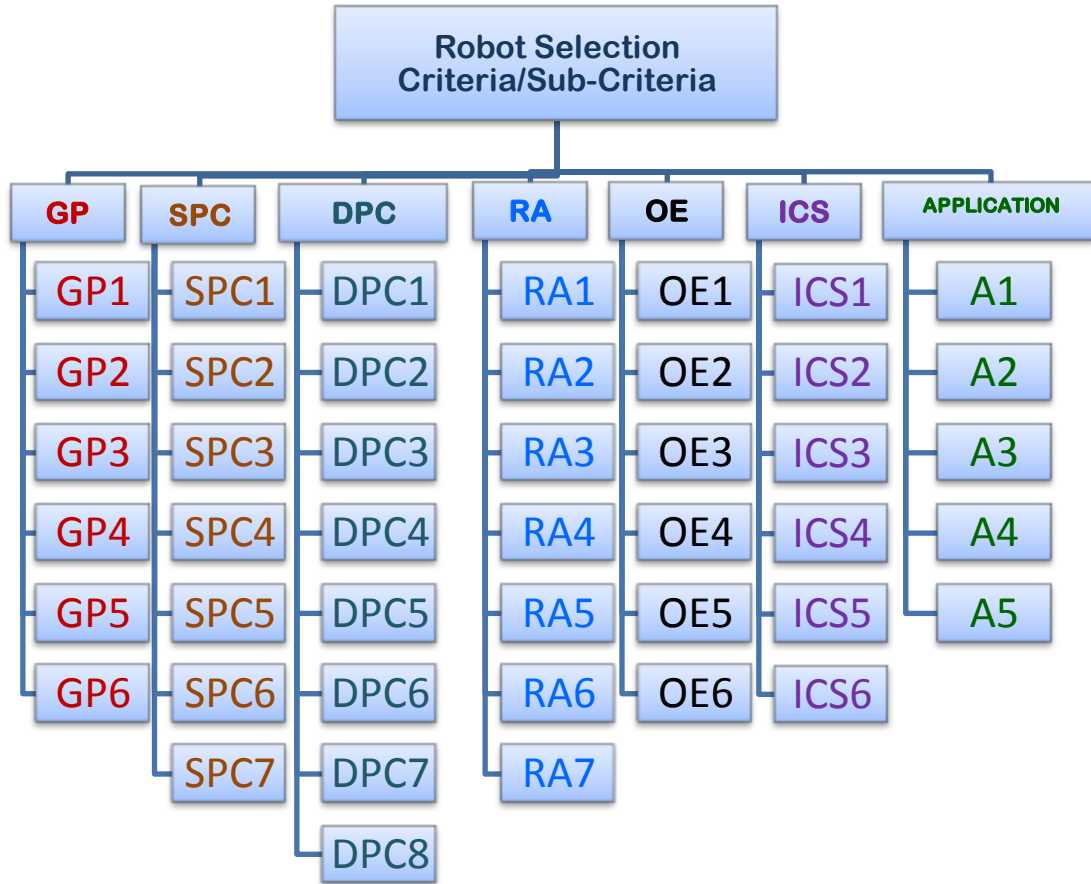 Robot Selection
Criteria/Sub-Criteria
GP
SPC
DPC
RA
OE
ICS
APPLICATION
GP1
SPC1
DPC1
RA1
OE1
ICS1
A1
GP2
SPC2
DPC2
RA2
OE2
ICS2
A2
GP3
SPC3
DPC3
RA3
OE3
ICS3
A3
GP4
SPC4
DPC4
RA4
OE4
ICS4
A4
GP5
SPC5
DPC5
RA5
OE5
ICS5
A5
GP6
SPC6
DPC6
RA6
OE6
ICS6
SPC7
DPC7
RA7
DPC8